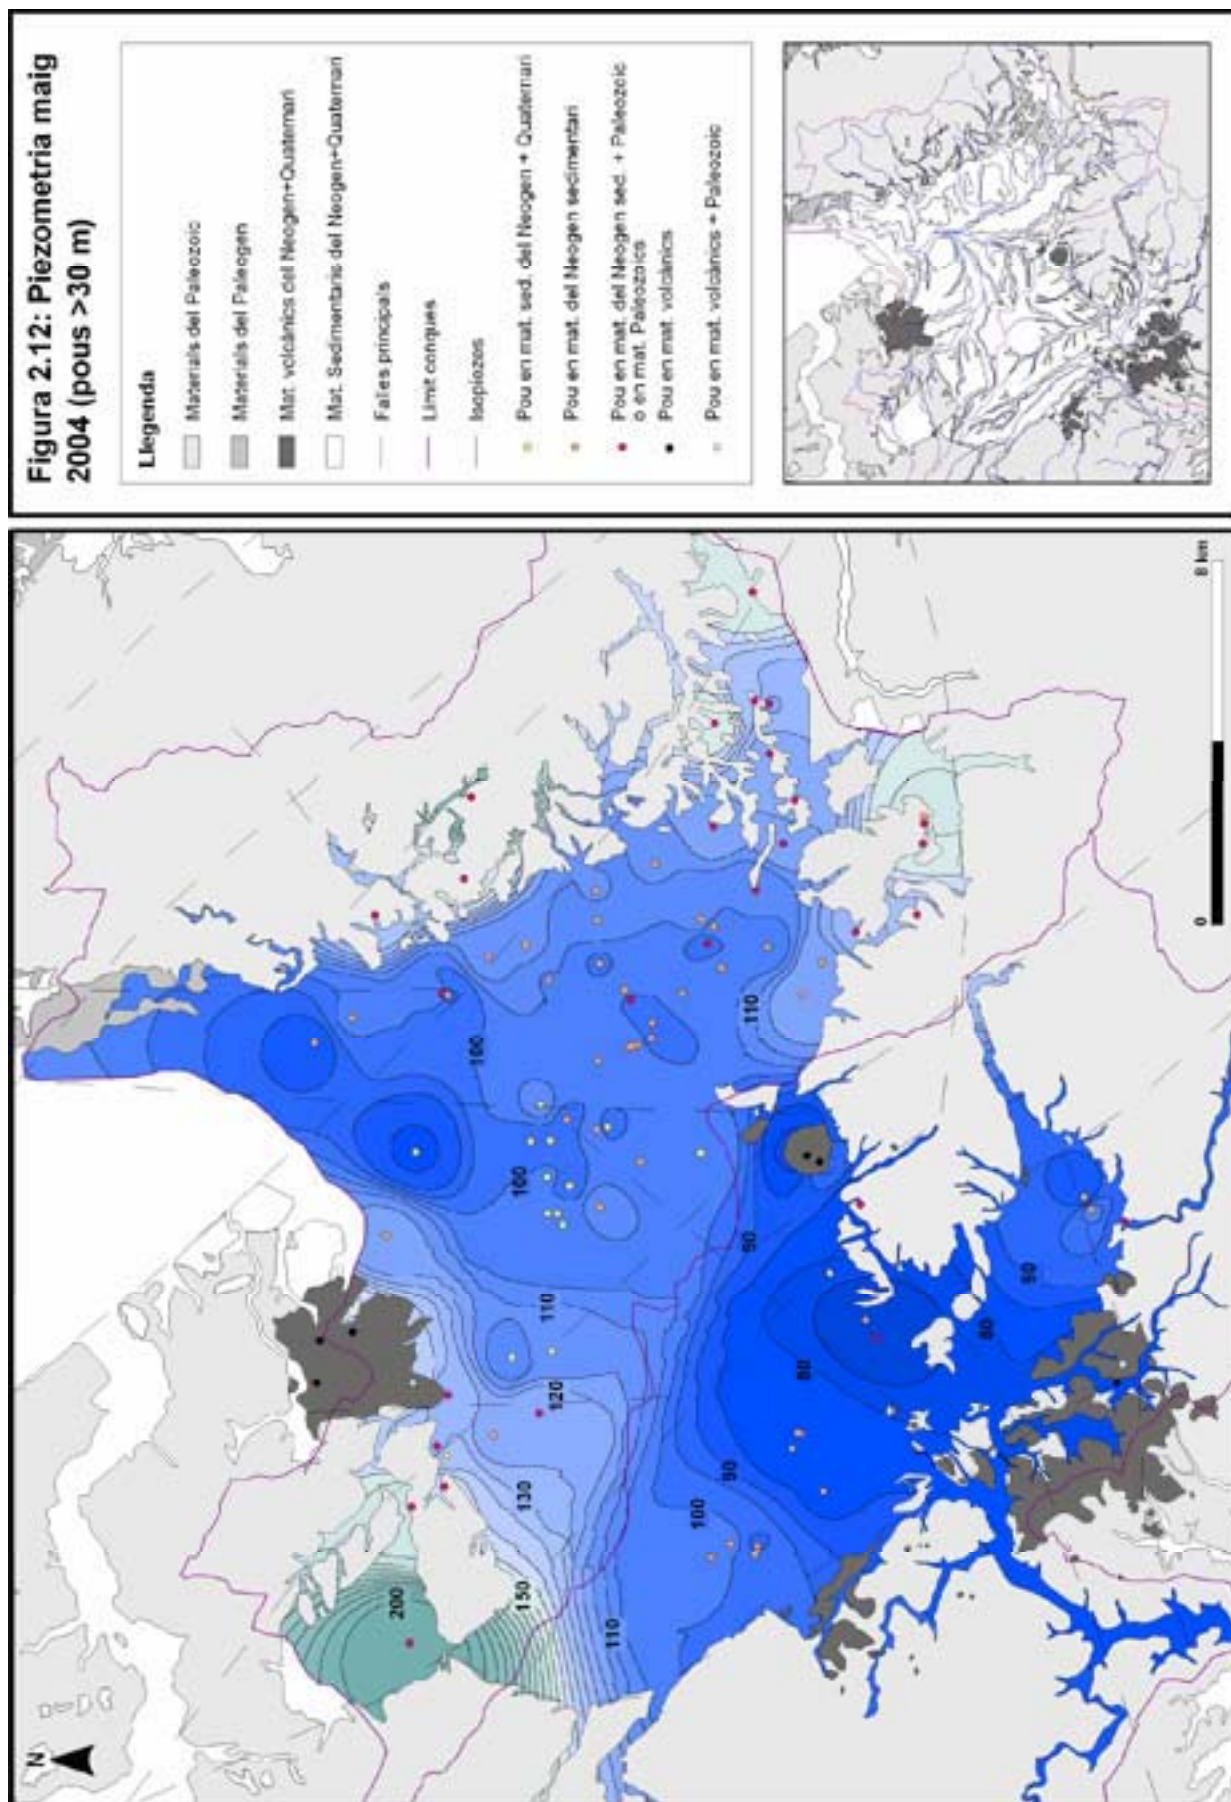 Figura 2.12: Piezometria maig
2004 (pous >30 m)
Llegenda
Materials del Paleozoic
Materials del Paleogen
Mat. volcànics del Neogen+Quaternari
Mat. Sedimentaris del Neogen+Quaternari
Falles principals
Límit conques
Isopiezes
Pou en mat. sed. del Neogen + Quaternari
Pou en mat. del Neogen sedimentari
Pou en mat. del Neogen sed. + Paleozoic
o en mat. Paleozoics
Pou en mat. volcànics
Pou en mat. volcànics + Paleozoic
N
200
150
130
120
110
110
100
100
100
110
90
90
80
80
90
0
8 km